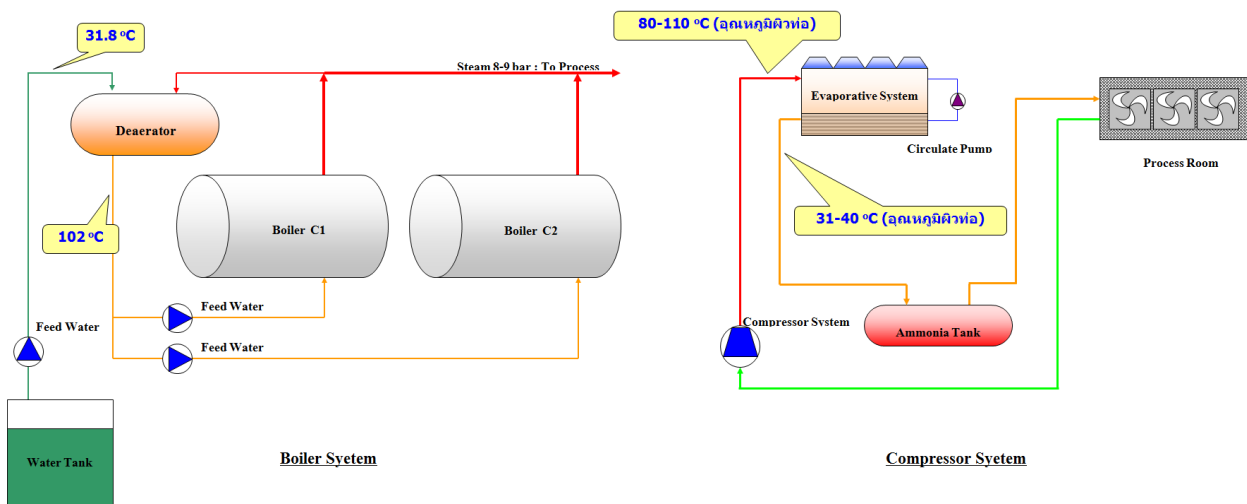 31.8 ºC
80-110 ºC (อุณหภูมิผิวท่อ)
Steam 8-9 bar : To Process
Evaporative System
Deaerator
Circulate Pump
Process Room
102 ºC
31-40 ºC (อุณหภูมิผิวท่อ)
Boiler C1
Boiler C2
Feed Water
Feed Water
Feed Water
Compressor System
Ammonia Tank
Water Tank
Boiler Syetem
Compressor Syetem